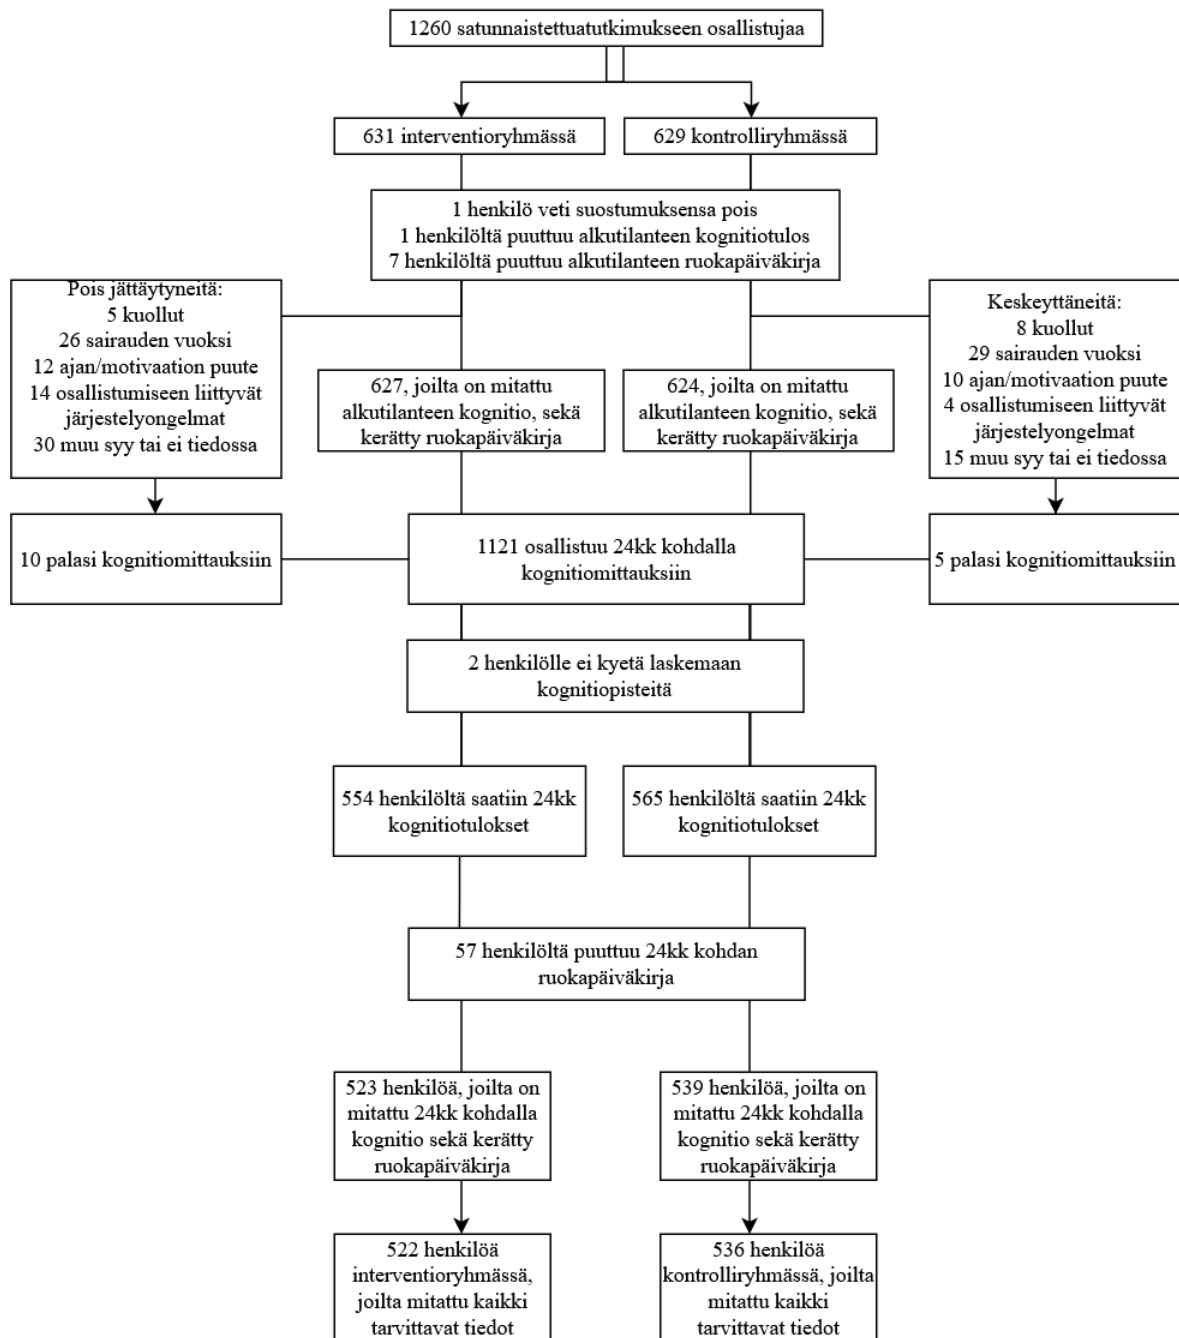 1260 satunnaistettuatutkimukseen osallistujaa
631 interventioryhmässä
629 kontrolliryhmässä
1 henkilö veti suostumuksensa pois
1 henkilöltä puuttuu alkutilanteen kognitiotulos
7 henkilöltä puuttuu alkutilanteen ruokapäiväkirja
Pois jättäytyneitä:
5 kuollut
26 sairauden vuoksi
12 ajan/motivaation puute
14 osallistumiseen liittyvät
järjestelyongelmat
30 muu syy tai ei tiedossa
Keskeyttäneitä:
8 kuollut
29 sairauden vuoksi
10 ajan/motivaation puute
4 osallistumiseen liittyvät
järjestelyongelmat
15 muu syy tai ei tiedossa
627, joilta on mitattu
alkutilanteen kognitio, sekä
kerätty ruokapäiväkirja
624, joilta on mitattu
alkutilanteen kognitio, sekä
kerätty ruokapäiväkirja
10 palasi kognitiomittauksiin
1121 osallistuu 24kk kohdalla
kognitiomittauksiin
5 palasi kognitiomittauksiin
2 henkilölle ei kyetä laskemaan
kognitiopisteitä
554 henkilöltä saatiin 24kk
kognitiotulokset
565 henkilöltä saatiin 24kk
kognitiotulokset
57 henkilöltä puuttuu 24kk kohdan
ruokapäiväkirja
523 henkilöä, joilta on
mitattu 24kk kohdalla
kognitio sekä kerätty
ruokapäiväkirja
539 henkilöä, joilta on
mitattu 24kk kohdalla
kognitio sekä kerätty
ruokapäiväkirja
522 henkilöä
interventioryhmässä,
joilta mitattu kaikki
tarvittavat tiedot
536 henkilöä
kontrolliryhmässä, joilta
mitattu kaikki
tarvittavat tiedot